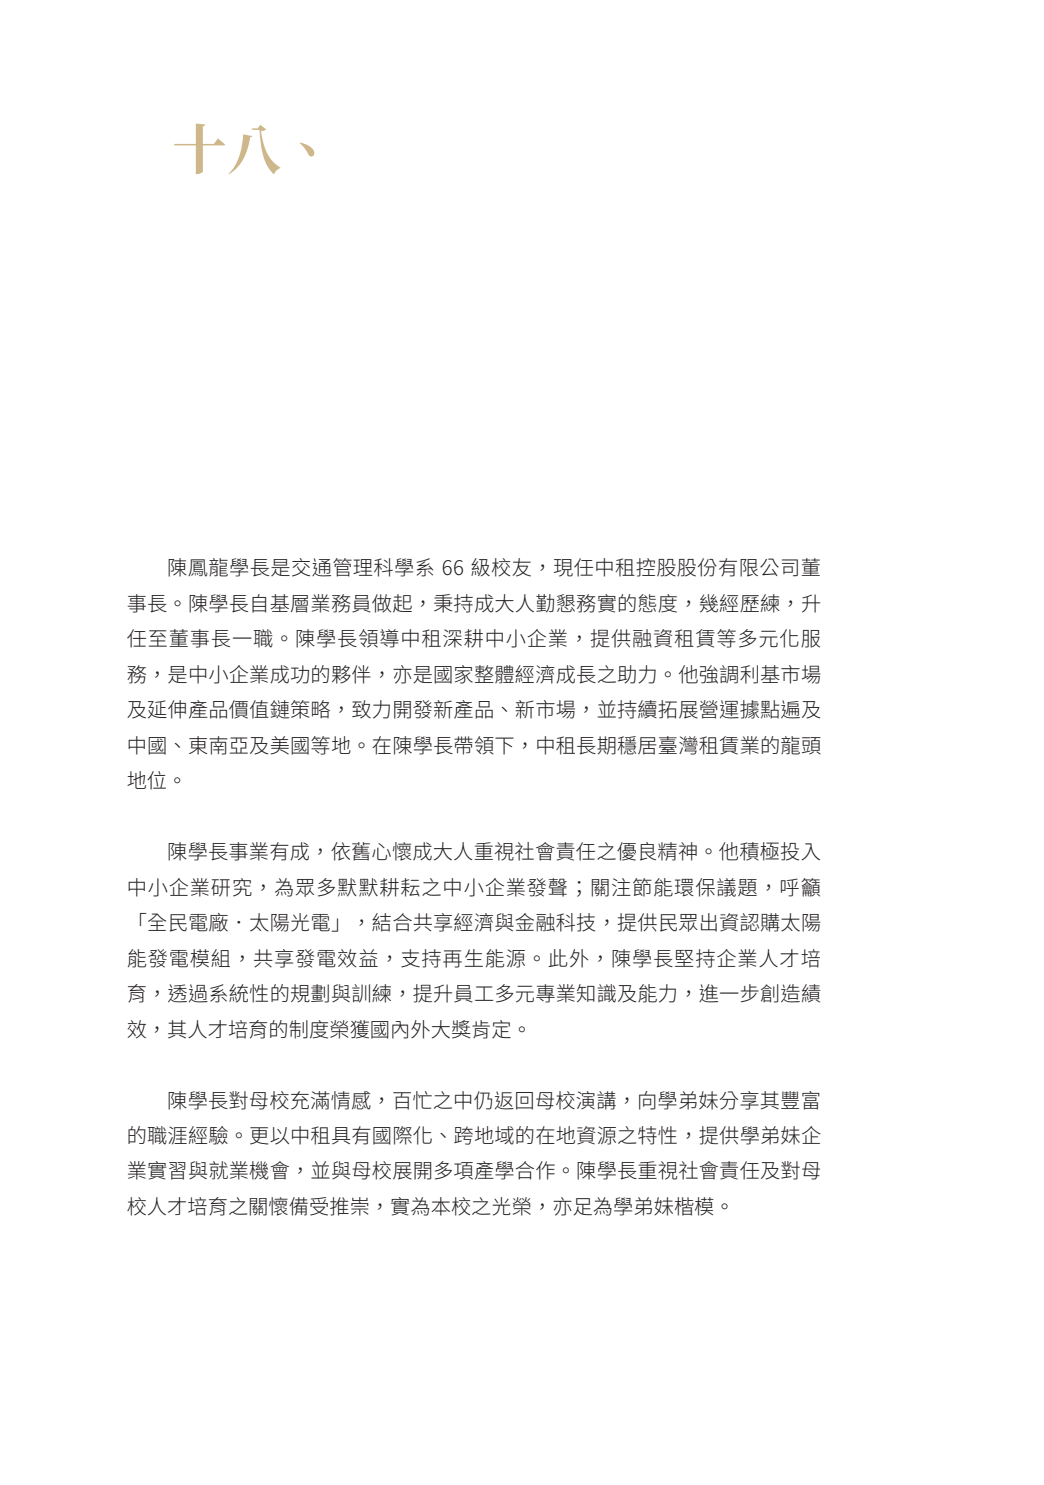 十八、
陳鳳龍學長是交通管理科學系 66 級校友，現任中租控股股份有限公司董
事長。陳學長自基層業務員做起，秉持成大人勤懇務實的態度，幾經歷練，升
任至董事長一職。陳學長領導中租深耕中小企業，提供融資租賃等多元化服
務，是中小企業成功的夥伴，亦是國家整體經濟成長之助力。他強調利基市場
及延伸產品價值鏈策略，致力開發新產品、新市場，並持續拓展營運據點遍及
中國、東南亞及美國等地。在陳學長帶領下，中租長期穩居臺灣租賃業的龍頭
地位。
陳學長事業有成，依舊心懷成大人重視社會責任之優良精神。他積極投入
中小企業研究，為眾多默默耕耘之中小企業發聲；關注節能環保議題，呼籲
「全民電廠．太陽光電」，結合共享經濟與金融科技，提供民眾出資認購太陽
能發電模組，共享發電效益，支持再生能源。此外，陳學長堅持企業人才培
育，透過系統性的規劃與訓練，提升員工多元專業知識及能力，進一步創造績
效，其人才培育的制度榮獲國內外大獎肯定。
陳學長對母校充滿情感，百忙之中仍返回母校演講，向學弟妹分享其豐富
的職涯經驗。更以中租具有國際化、跨地域的在地資源之特性，提供學弟妹企
業實習與就業機會，並與母校展開多項產學合作。陳學長重視社會責任及對母
校人才培育之關懷備受推崇，實為本校之光榮，亦足為學弟妹楷模。